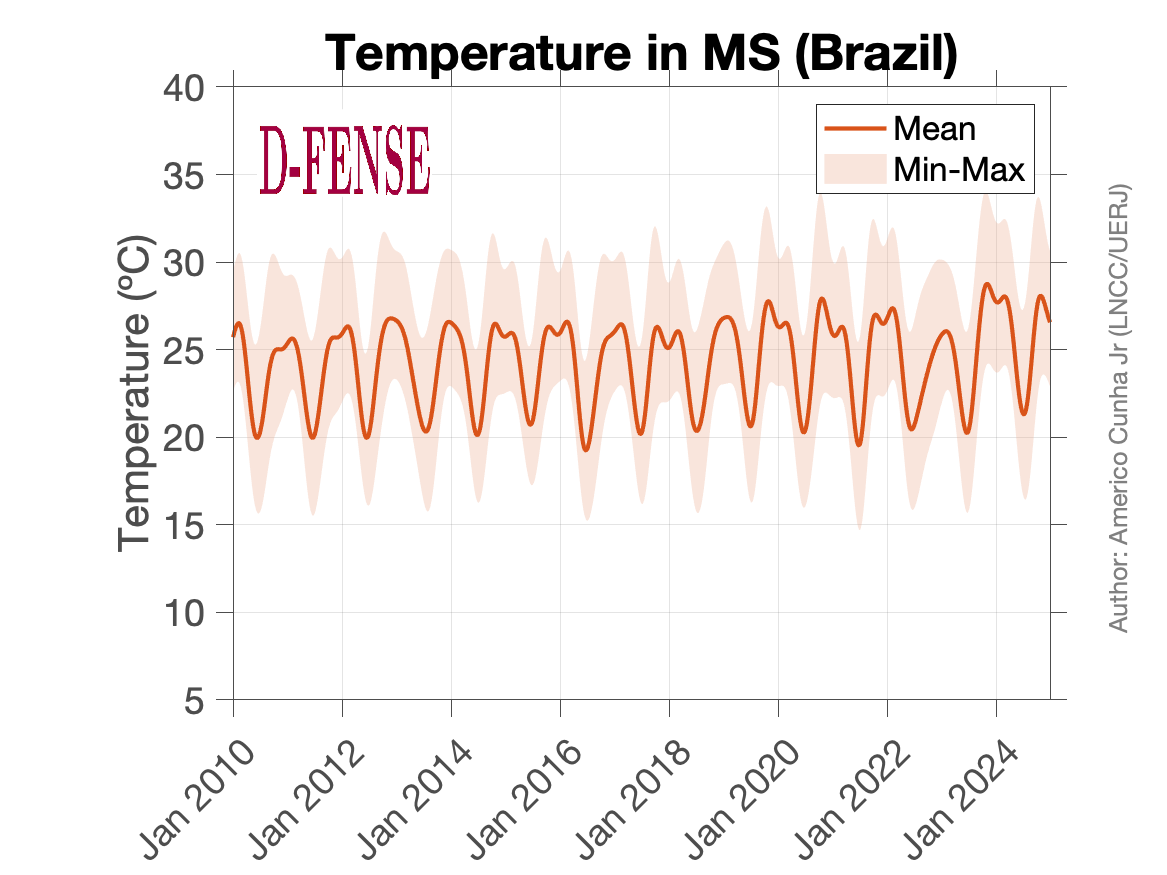 Temperature in MS (Brazil)
D-FENSE
Mean
Min-Max
Temperature (ºC)
40
35
30
25
20
15
10
5
Jan 2010
Jan 2012
Jan 2014
Jan 2016
Jan 2018
Jan 2020
Jan 2022
Jan 2024
Author: Americo Cunha Jr (LNCC/UERJ)